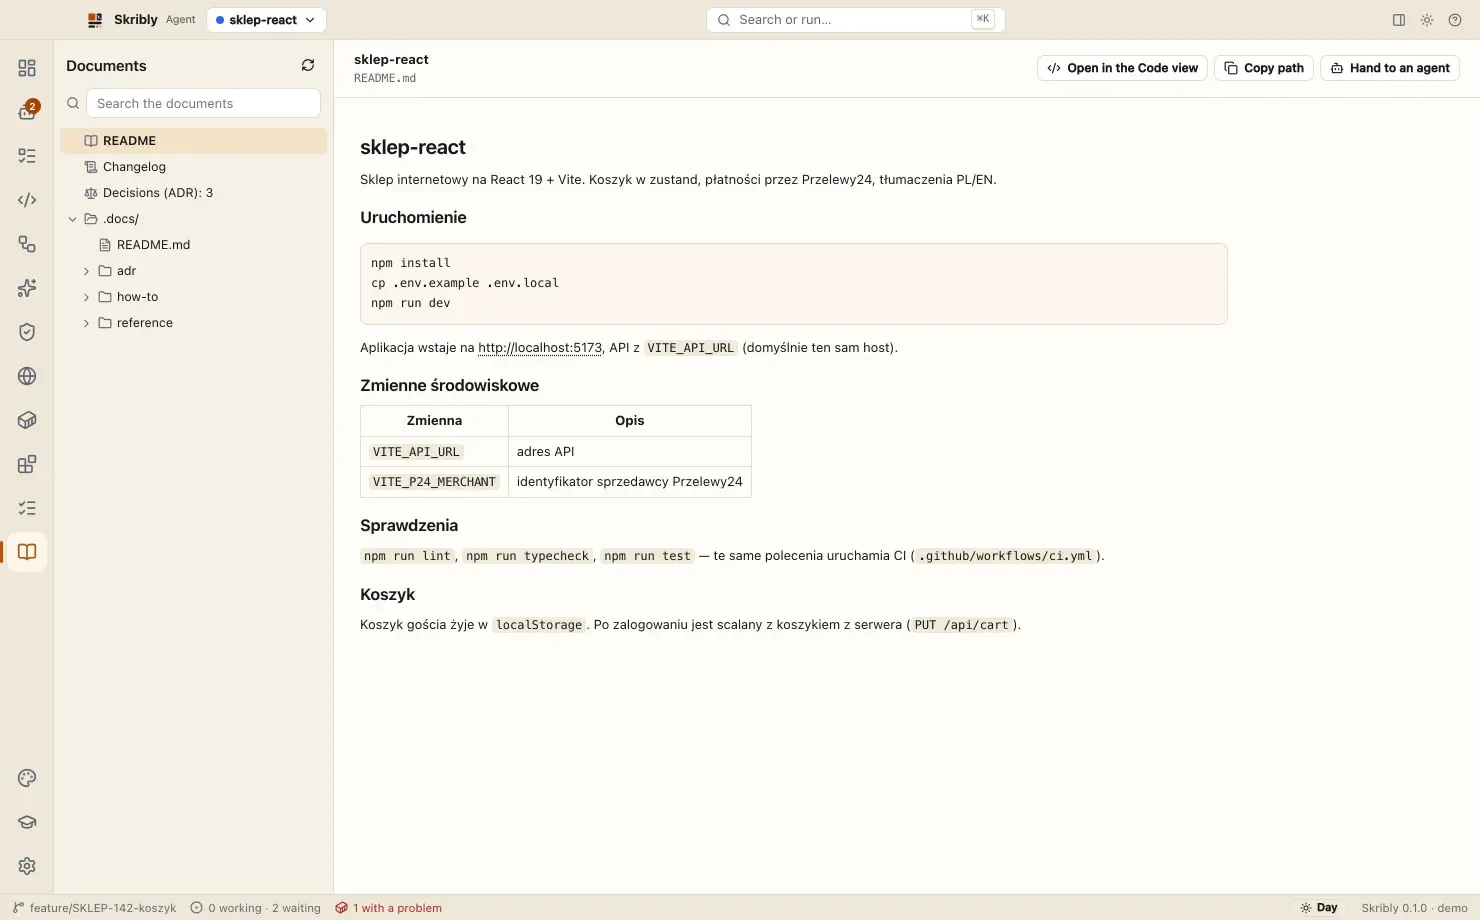 Skribly Agent sklep-react
Search or run... ⌘K
Documents
Search the documents
2
README
Changelog
Decisions (ADR): 3
.docs/
README.md
adr
how-to
reference
sklep-react
README.md
Open in the Code view
Copy path
Hand to an agent
sklep-react
Sklep internetowy na React 19 + Vite. Koszyk w zustand, płatności przez Przelewy24, tłumaczenia PL/EN.
Uruchomienie
npm install
cp .env.example .env.local
npm run dev
Aplikacja wstaje na http://localhost:5173, API z VITE_API_URL (domyślnie ten sam host).
Zmienne środowiskowe
Zmienna Opis
VITE_API_URL adres API
VITE_P24_MERCHANT identyfikator sprzedawcy Przelewy24
Sprawdzenia
npm run lint, npm run typecheck, npm run test — te same polecenia uruchamia CI (.github/workflows/ci.yml).
Koszyk
Koszyk gościa żyje w localStorage. Po zalogowaniu jest scalany z koszykiem z serwera (PUT /api/cart).
feature/SKLEP-142-koszyk 0 working · 2 waiting 1 with a problem
Day Skribly 0.1.0 · demo